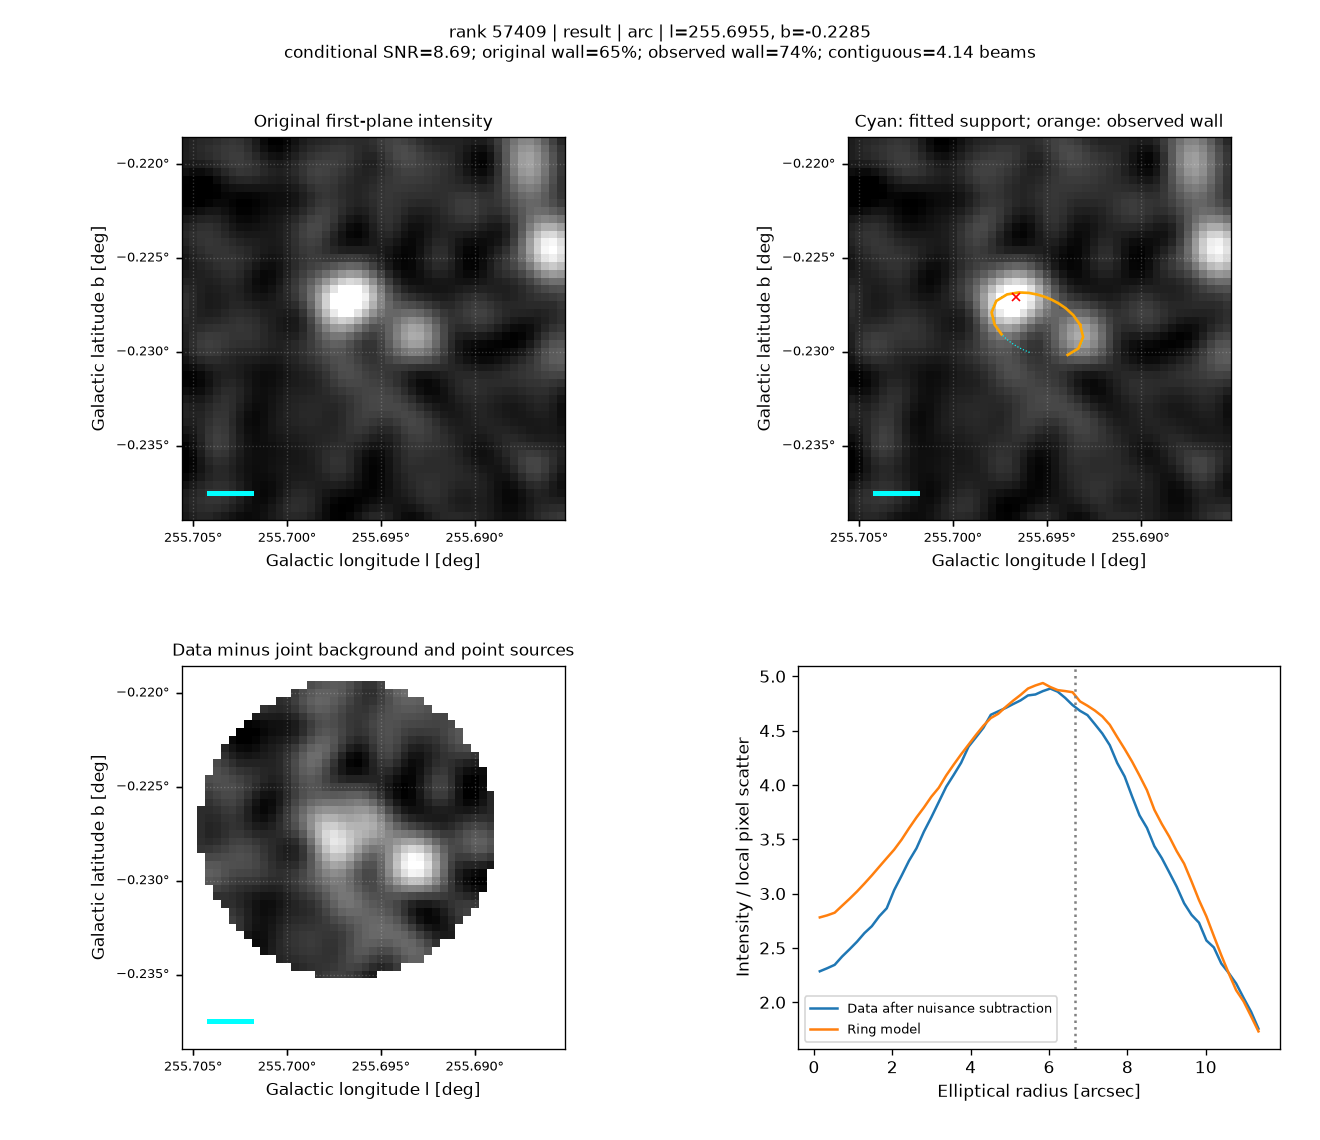 rank 57409 | result | arc | l=255.6955, b=-0.2285
conditional SNR=8.69; original wall=65%; observed wall=74%; contiguous=4.14 beams
Original first-plane intensity
−0.220°
−0.225°
−0.230°
−0.235°
255.705°
255.700°
255.695°
255.690°
Galactic longitude l [deg]
Galactic latitude b [deg]
Cyan: fitted support; orange: observed wall
−0.220°
−0.225°
−0.230°
−0.235°
255.705°
255.700°
255.695°
255.690°
Galactic longitude l [deg]
Galactic latitude b [deg]
Data minus joint background and point sources
−0.220°
−0.225°
−0.230°
−0.235°
255.705°
255.700°
255.695°
255.690°
Galactic longitude l [deg]
Galactic latitude b [deg]
5.0
4.5
4.0
3.5
3.0
2.5
2.0
Intensity / local pixel scatter
Data after nuisance subtraction
Ring model
0
2
4
6
8
10
Elliptical radius [arcsec]